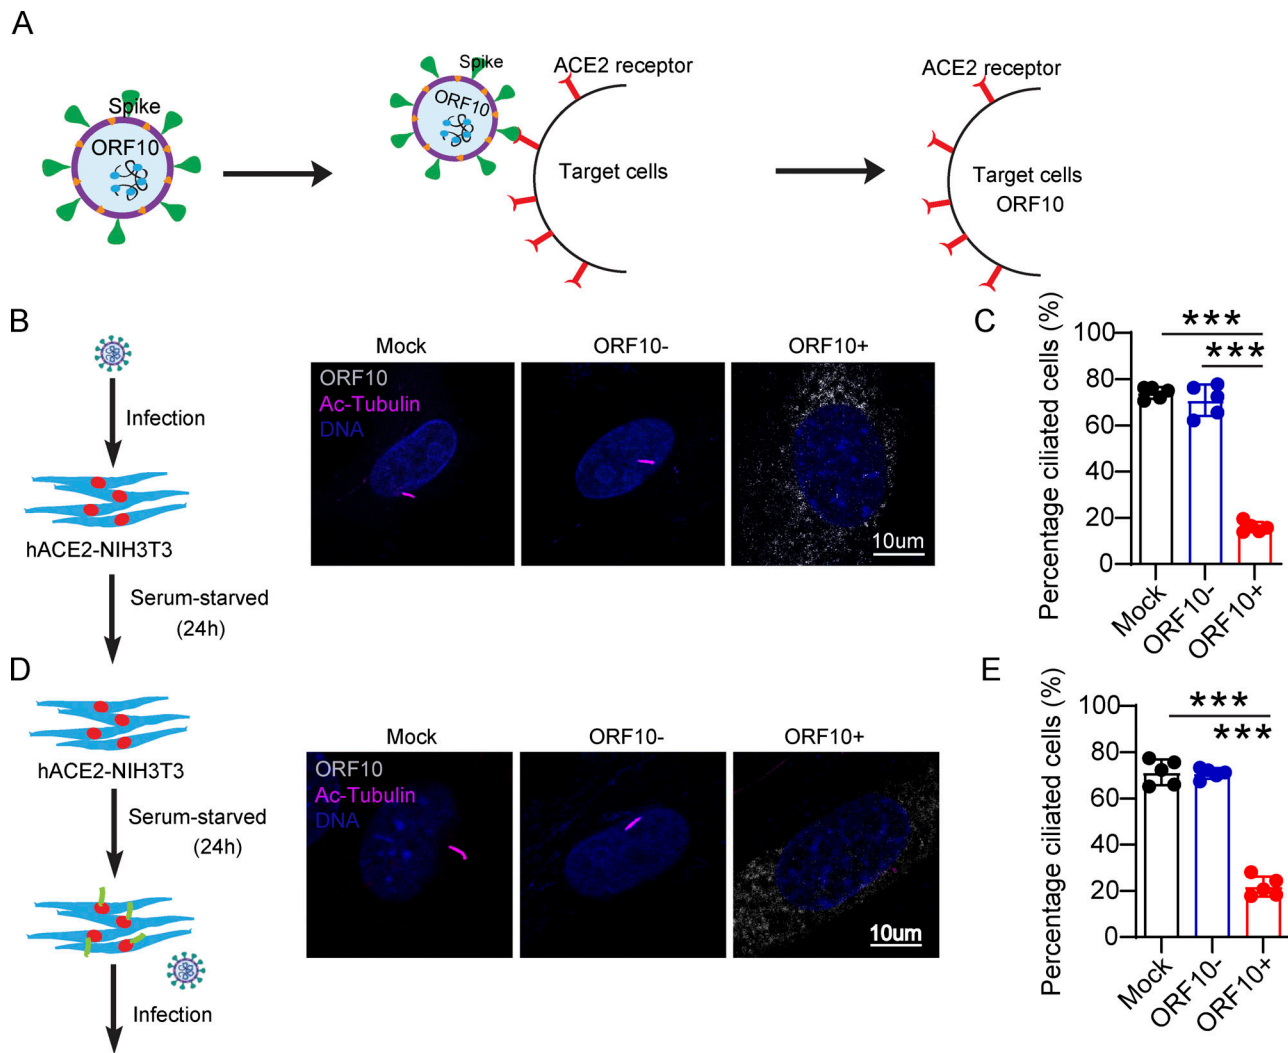 A
Spike
ORF10
Spike
ORF10
ACE2 receptor
Target cells
ACE2 receptor
Target cells
ORF10
B
Infection
hACE2-NIH3T3
Serum-starved
(24h)
Mock
ORF10-
ORF10+
ORF10
Ac-Tubulin
DNA
10um
C
Percentage ciliated cells (%)
100
80
60
40
20
0
***
***
Mock
ORF10-
ORF10+
D
hACE2-NIH3T3
Serum-starved
(24h)
Infection
Mock
ORF10-
ORF10+
ORF10
Ac-Tubulin
DNA
10um
E
Percentage ciliated cells (%)
100
80
60
40
20
0
***
***
Mock
ORF10-
ORF10+